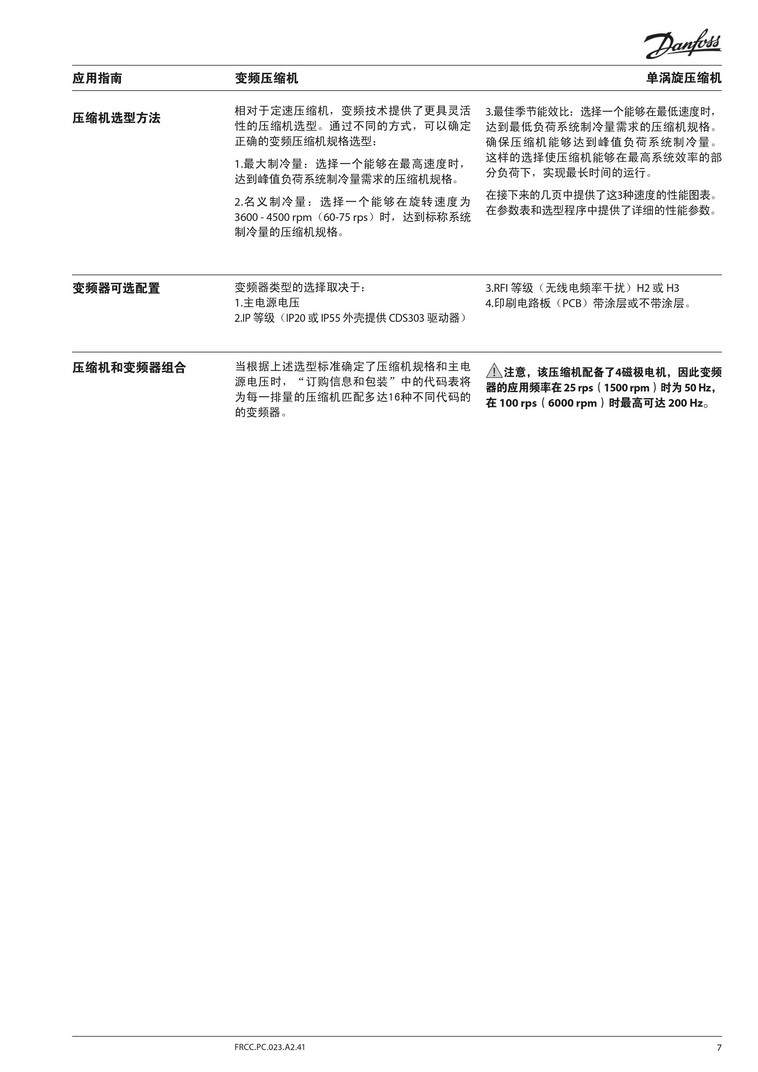 Danfoss
应用指南
变频压缩机
单涡旋压缩机
压缩机选型方法
相对于定速压缩机，变频技术提供了更具灵活
性的压缩机选型。通过不同的方式，可以确定
正确的变频压缩机规格选型：
1.最大制冷量：选择一个能够在最高速度时，
达到峰值负荷系统制冷量需求的压缩机规格。
2.名义制冷量：选择一个能够在旋转速度为
3600 - 4500 rpm（60-75 rps）时，达到标称系统
制冷量的压缩机规格。
3.最佳季节能效比：选择一个能够在最低速度时，
达到最低负荷系统制冷量需求的压缩机规格。
确保压缩机能够达到峰值负荷系统制冷量。
这样的选择使压缩机能够在最高系统效率的部
分负荷下，实现最长时间的运行。
在接下来的几页中提供了这3种速度的性能图表。
在参数表和选型程序中提供了详细的性能参数。
变频器可选配置
变频器类型的选择取决于：
1.主电源电压
2.IP 等级（IP20 或 IP55 外壳提供 CDS303 驱动器）
3.RFI 等级（无线电频率干扰）H2 或 H3
4.印刷电路板（PCB）带涂层或不带涂层。
压缩机和变频器组合
当根据上述选型标准确定了压缩机规格和主电
源电压时，“订购信息和包装”中的代码表将
为每一排量的压缩机匹配多达16种不同代码的
的变频器。
注意，该压缩机配备了4磁极电机，因此变频
器的应用频率在 25 rps（1500 rpm）时为 50 Hz，
在 100 rps（6000 rpm）时最高可达 200 Hz。
FRCC.PC.023.A2.41
7